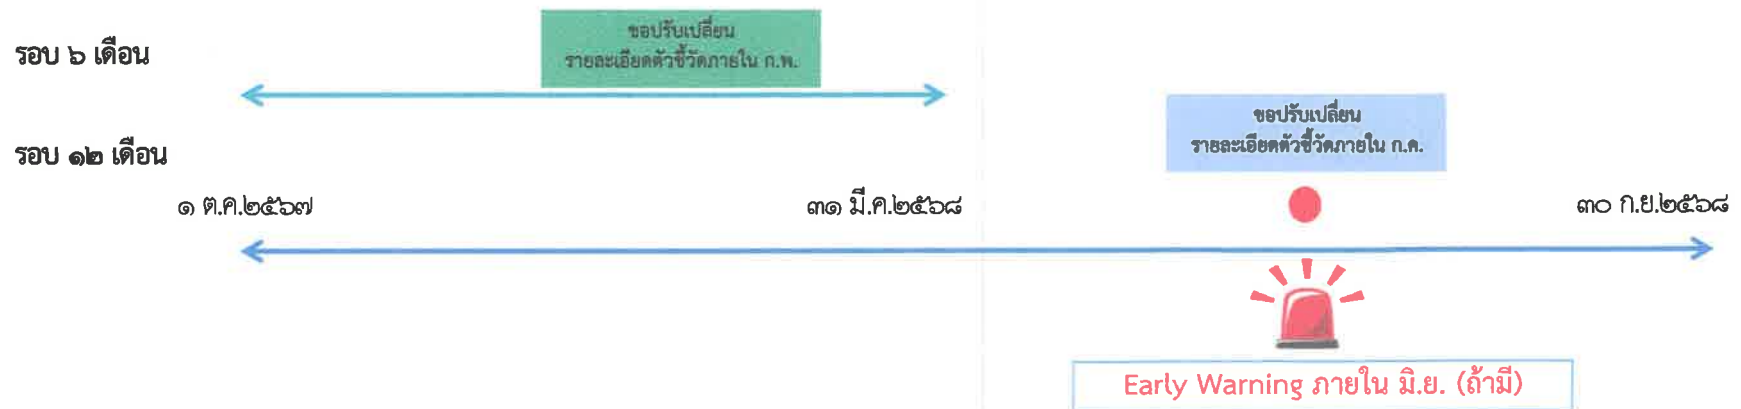 รอบ ๖ เดือน
ขอปรับเปลี่ยน
รายละเอียดตัวชี้วัดภายใน ก.พ.
ขอปรับเปลี่ยน
รายละเอียดตัวชี้วัดภายใน ก.ค.
รอบ ๑๒ เดือน
๑ ต.ค.๒๕๖๗
๓๑ มี.ค.๒๕๖๘
๓๐ ก.ย.๒๕๖๘
Early Warning ภายใน มิ.ย. (ถ้ามี)